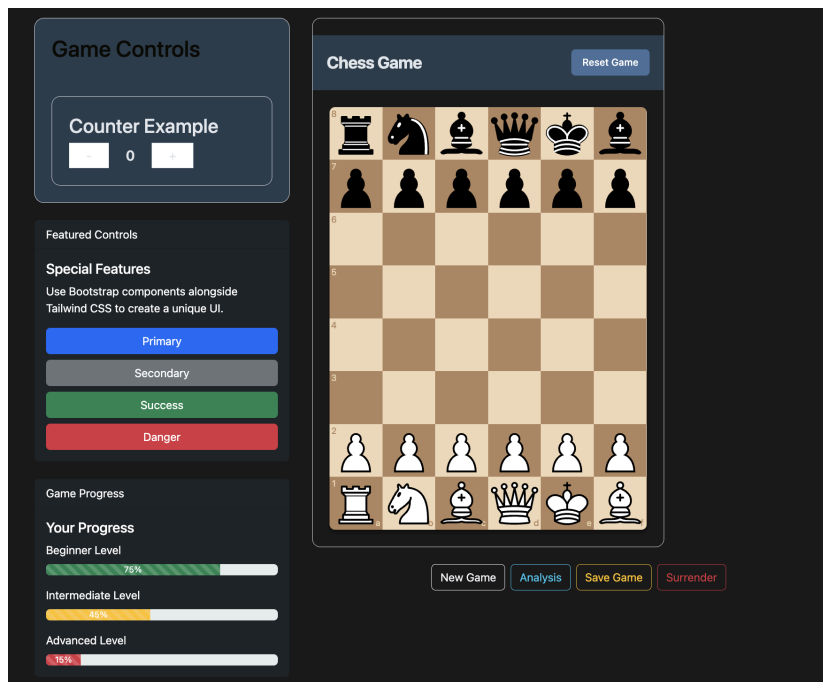 Game Controls
Counter Example
- 0 +
Featured Controls
Special Features
Use Bootstrap components alongside
Tailwind CSS to create a unique UI.
Primary
Secondary
Success
Danger
Game Progress
Your Progress
Beginner Level
75%
Intermediate Level
45%
Advanced Level
15%
Chess Game
Reset Game
8
7
6
5
4
3
2
1
a b c d e
New Game
Analysis
Save Game
Surrender